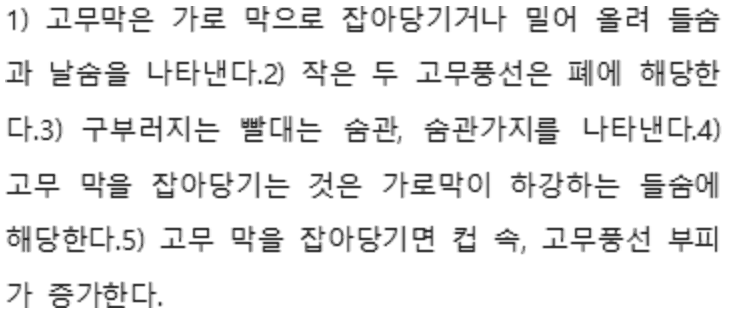 1) 고무막은 가로 막으로 잡아당기거나 밀어 올려 들숨
과 날숨을 나타낸다.2) 작은 두 고무풍선은 폐에 해당한
다.3) 구부러지는 빨대는 숨관, 숨관가지를 나타낸다.4)
고무 막을 잡아당기는 것은 가로막이 하강하는 들숨에
해당한다.5) 고무 막을 잡아당기면 컵 속, 고무풍선 부피
가 증가한다.